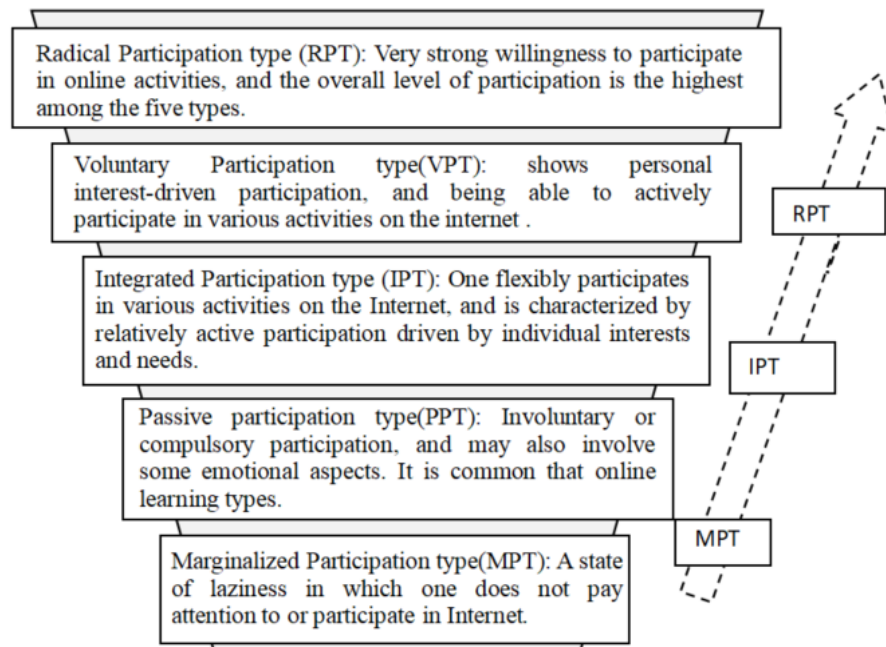 Radical Participation type (RPT): Very strong willingness to participate
in online activities, and the overall level of participation is the highest
among the five types.
Voluntary Participation type(VPT): shows personal
interest-driven participation, and being able to actively
participate in various activities on the internet .
Integrated Participation type (IPT): One flexibly participates
in various activities on the Internet, and is characterized by
relatively active participation driven by individual interests
and needs.
Passive participation type(PPT): Involuntary or
compulsory participation, and may also involve
some emotional aspects. It is common that online
learning types.
Marginalized Participation type(MPT): A state
of laziness in which one does not pay
attention to or participate in Internet.
RPT
IPT
MPT